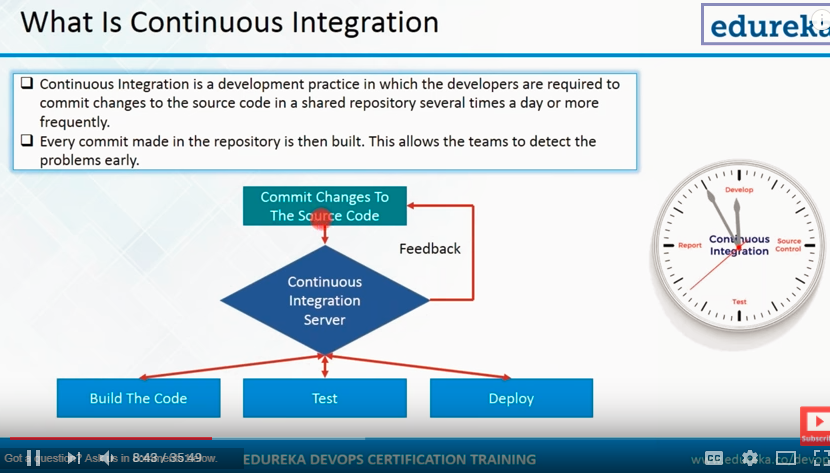 What Is Continuous Integration
edureka
Continuous Integration is a development practice in which the developers are required to
commit changes to the source code in a shared repository several times a day or more
frequently.
Every commit made in the repository is then built. This allows the teams to detect the
problems early.
Commit Changes To
The Source Code
Feedback
Continuous
Integration
Server
Build The Code
Test
Deploy
Develop
Continuous
Integration
Report
Source
Control
Test
Subscri
8:43 / 35:49
EDUREKA DEVOPS CERTIFICATION TRAINING
CC